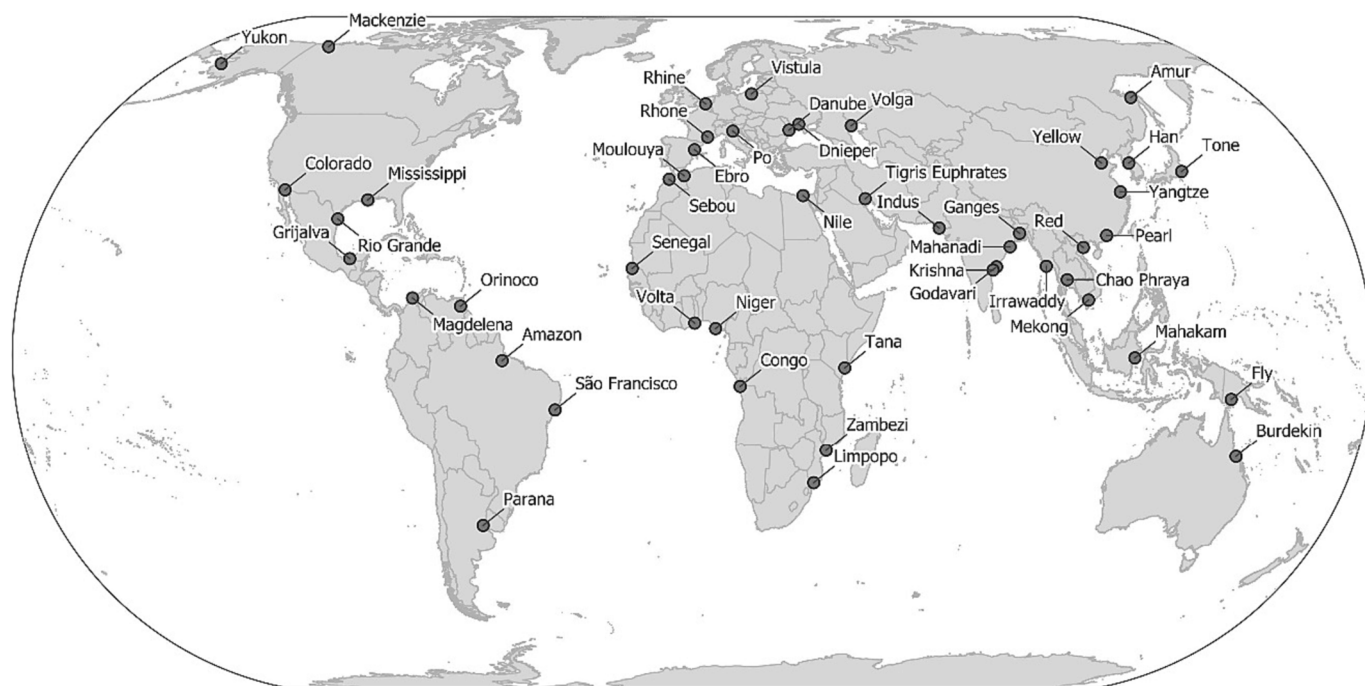 Mackenzie
Yukon
Vistula
Rhine
Amur
Danube
Volga
Rhone
Yellow
Han
Dnieper
Po
Moulouya
Colorado
Tone
Mississippi
Ebro
Tigris Euphrates
Yangtze
Indus
Ganges
Sebou
Red
Nile
Grijalva
Rio Grande
Senegal
Mahanadi
Pearl
Krishna
Chao Phraya
Godavari
Orinoco
Irrawaddy
Volta
Niger
Magdelena
Mekong
Amazon
Mahakam
Tana
Congo
Fly
São Francisco
Zambezi
Burdekin
Limpopo
Parana